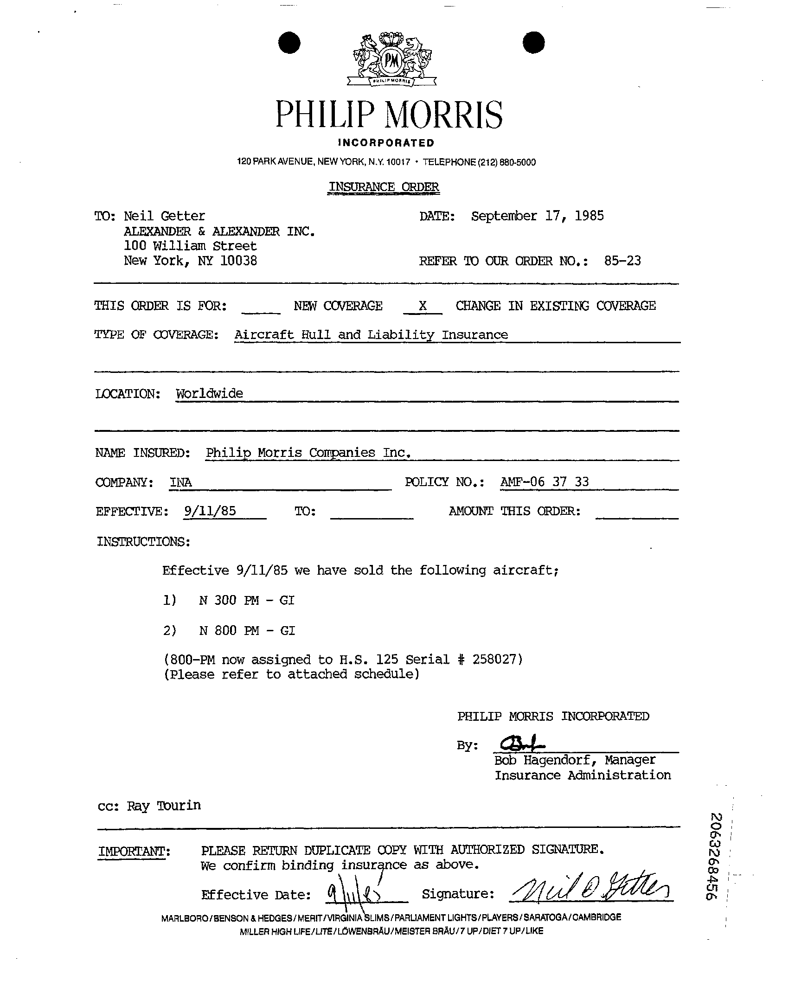 PM
PHILIP MORRIS
PHILIP MORRIS
INCORPORATED
120 PARK AVENUE, NEW YORK, N.Y. 10017 • TELEPHONE (212) 880-5000
INSURANCE ORDER
TO: Neil Getter DATE: September 17, 1985
ALEXANDER & ALEXANDER INC.
100 William Street
New York, NY 10038 REFER TO OUR ORDER NO.: 85-23
THIS ORDER IS FOR: NEW COVERAGE X CHANGE IN EXISTING COVERAGE
TYPE OF COVERAGE: Aircraft Hull and Liability Insurance
LOCATION: Worldwide
NAME INSURED: Philip Morris Companies Inc.
COMPANY: INA POLICY NO.: AMF-06 37 33
EFFECTIVE: 9/11/85 TO: AMOUNT THIS ORDER:
INSTRUCTIONS:
Effective 9/11/85 we have sold the following aircraft;
1) N 300 PM - GI
2) N 800 PM - GI
(800-PM now assigned to H.S. 125 Serial # 258027)
(Please refer to attached schedule)
PHILIP MORRIS INCORPORATED
By:
Bob Hagendorf, Manager
Insurance Administration
cc: Ray Tourin
IMPORTANT: PLEASE RETURN DUPLICATE COPY WITH AUTHORIZED SIGNATURE.
We confirm binding insurance as above.
Effective Date: 9/11/85 Signature: Neil D Getter
MARLBORO/BENSON & HEDGES/MERIT/VIRGINIA SLIMS/PARLIAMENT LIGHTS/PLAYERS/SARATOGA/CAMBRIDGE
MILLER HIGH LIFE/LITE/LÖWENBRÄU/MEISTER BRÄU/7 UP/DIET 7 UP/LIKE
2063268456